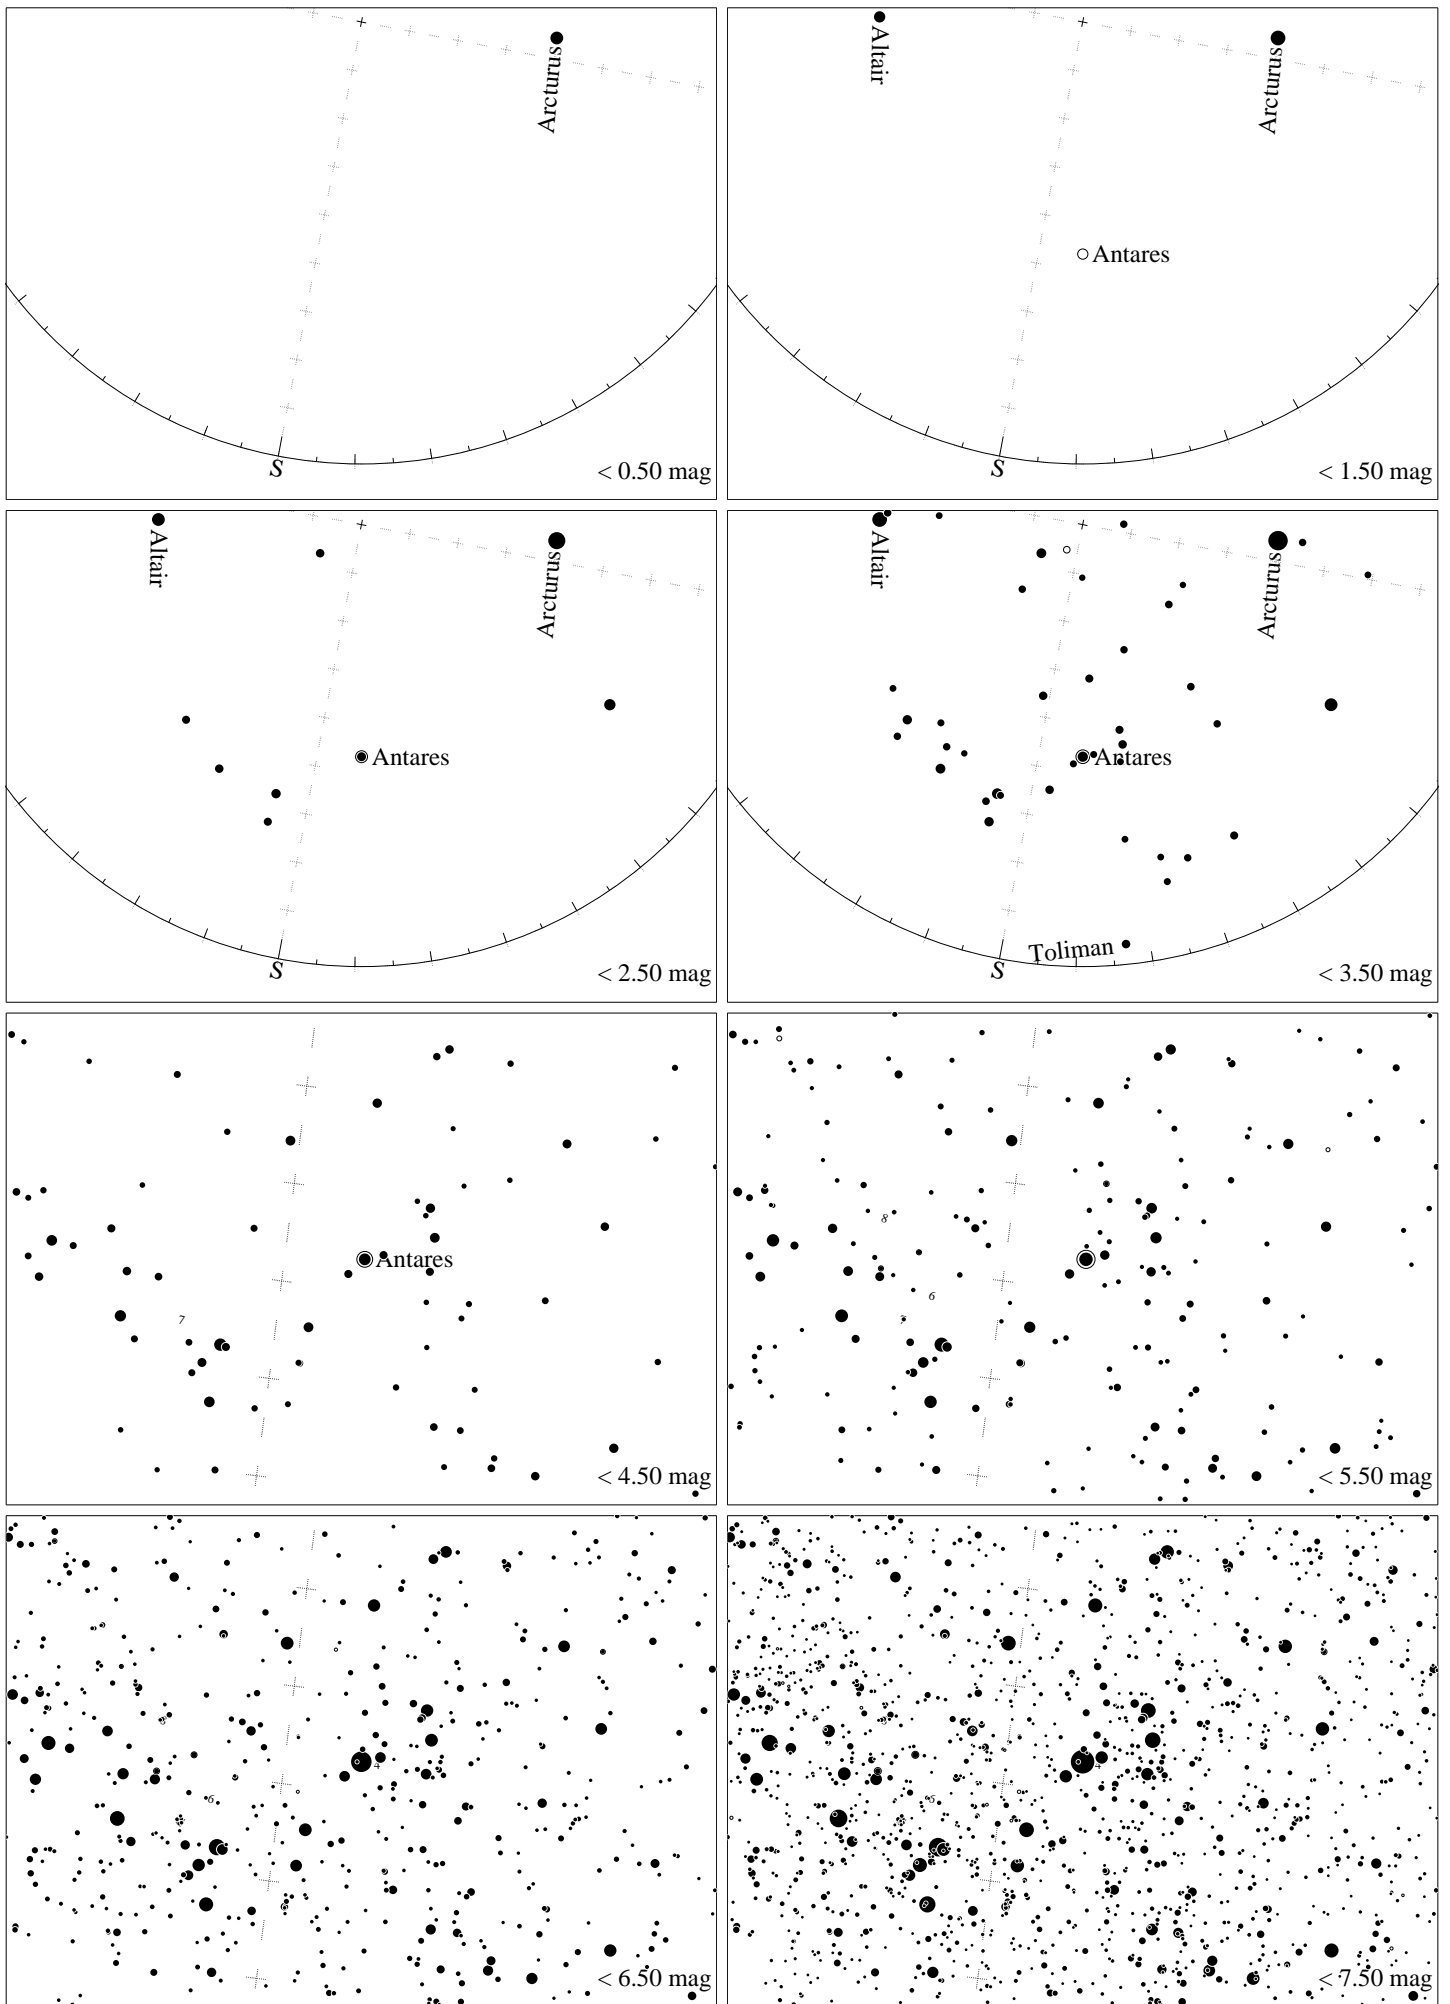 Arcturus
S
< 0.50 mag
Altair
Arcturus
Antares
S
< 1.50 mag
Altair
Arcturus
Antares
S
< 2.50 mag
Altair
Arcturus
Antares
Toliman
S
< 3.50 mag
Antares
7
< 4.50 mag
8
6
< 5.50 mag
4
6
< 6.50 mag
4
< 7.50 mag